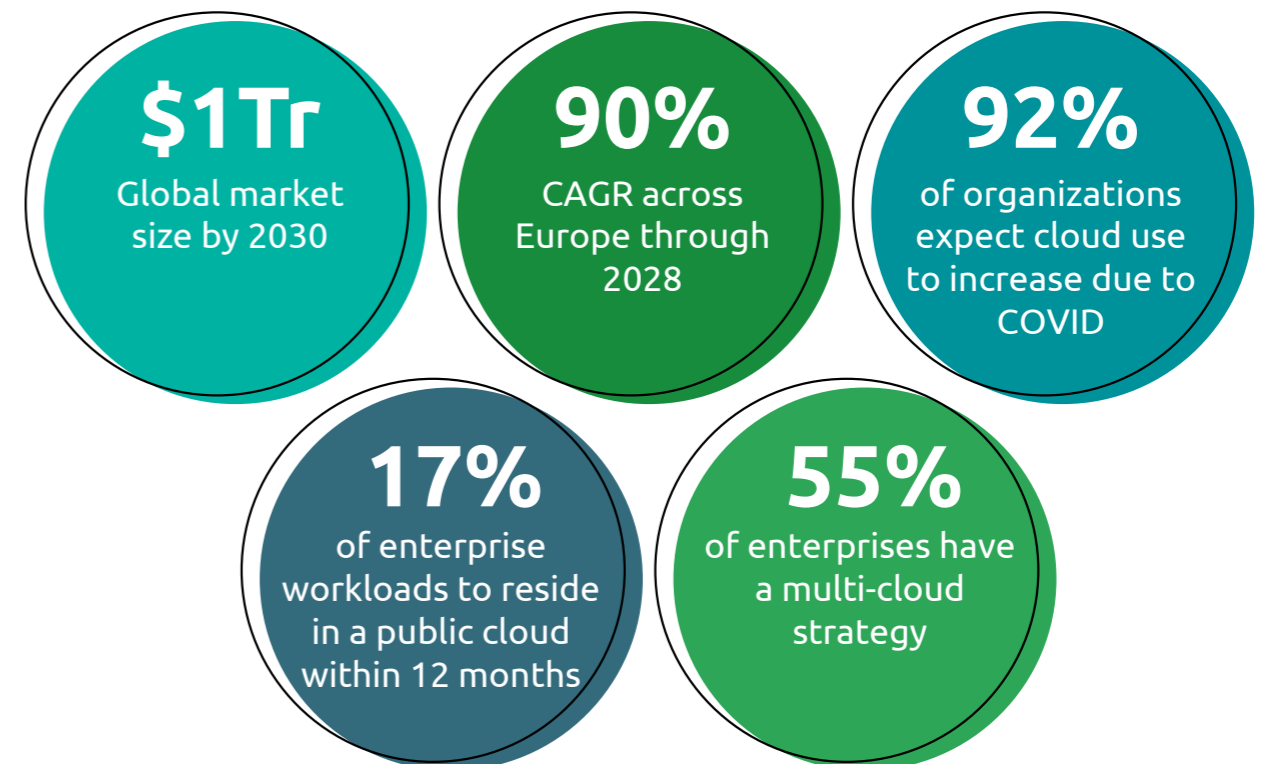 $1Tr
Global market
size by 2030
90%
CAGR across
Europe through
2028
92%
of organizations
expect cloud use
to increase due to
COVID
17%
of enterprise
workloads to reside
in a public cloud
within 12 months
55%
of enterprises have
a multi-cloud
strategy